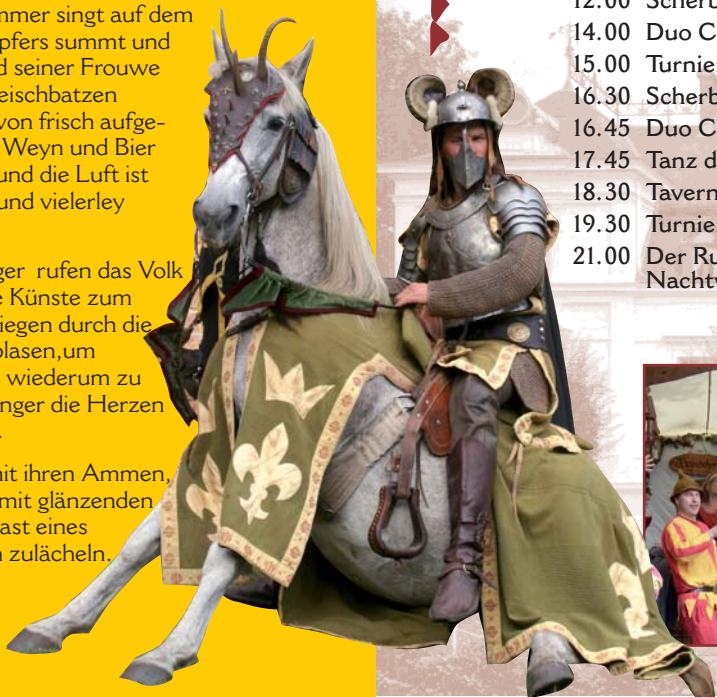 mmer singt auf dem
pfers summt und
d seiner Frouwe
eischbatzen
von frisch aufge-
Weyn und Bier
und die Luft ist
und vielerley
ger rufen das Volk
e Künste zum
iegen durch die
blasen,um
wiederum zu
nger die Herzen
mit ihren Ammen,
mit glänzenden
ast eines
n zulächeln.
12.00 Scherb
14.00 Duo C
15.00 Turnie
16.30 Scherb
16.45 Duo C
17.45 Tanz d
18.30 Tavern
19.30 Turnie
21.00 Der Ru
Nachtw